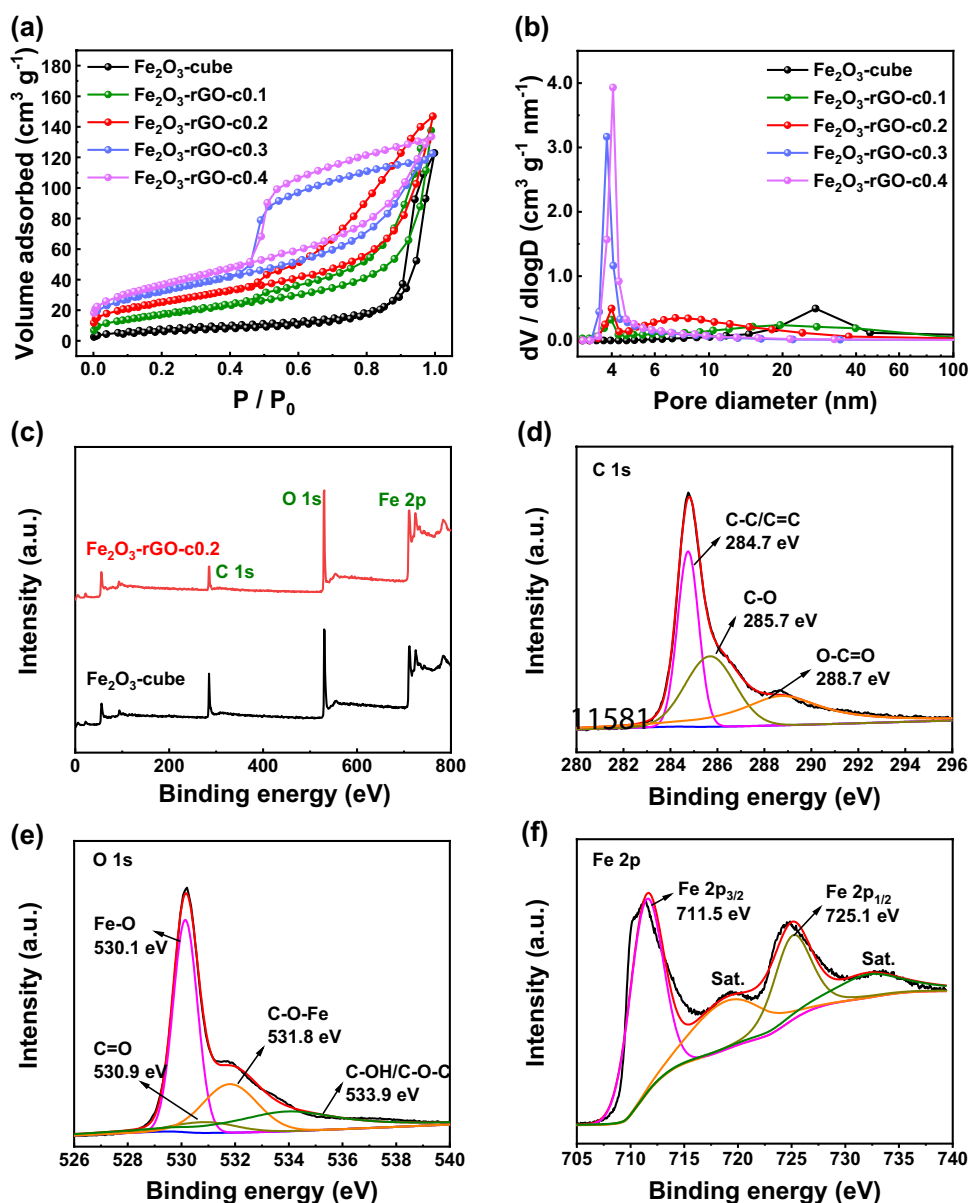 (a)
Fe₂O₃-cube
Fe₂O₃-rGO-c0.1
Fe₂O₃-rGO-c0.2
Fe₂O₃-rGO-c0.3
Fe₂O₃-rGO-c0.4
Volume adsorbed (cm³ g⁻¹)
200
180
160
140
120
100
80
60
40
20
0
0.0 0.2 0.4 0.6 0.8 1.0
P / P₀
(b)
Fe₂O₃-cube
Fe₂O₃-rGO-c0.1
Fe₂O₃-rGO-c0.2
Fe₂O₃-rGO-c0.3
Fe₂O₃-rGO-c0.4
dV / dlogD (cm³ g⁻¹ nm⁻¹)
4.0
3.0
2.0
1.0
0.0
4 6 10 20 40 60 100
Pore diameter (nm)
(c)
O 1s
Fe 2p
Fe₂O₃-rGO-c0.2
C 1s
Fe₂O₃-cube
Intensity (a.u.)
0 200 400 600 800
Binding energy (eV)
(d)
C 1s
C-C/C=C
284.7 eV
C-O
285.7 eV
O-C=O
288.7 eV
11581
Intensity (a.u.)
280 282 284 286 288 290 292 294 296
Binding energy (eV)
(e)
O 1s
Fe-O
530.1 eV
C-O-Fe
531.8 eV
C=O
530.9 eV
C-OH/C-O-C
533.9 eV
Intensity (a.u.)
526 528 530 532 534 536 538 540
Binding energy (eV)
(f)
Fe 2p
Fe 2p₃/₂
711.5 eV
Fe 2p₁/₂
725.1 eV
Sat.
Sat.
Intensity (a.u.)
705 710 715 720 725 730 735 740
Binding energy (eV)